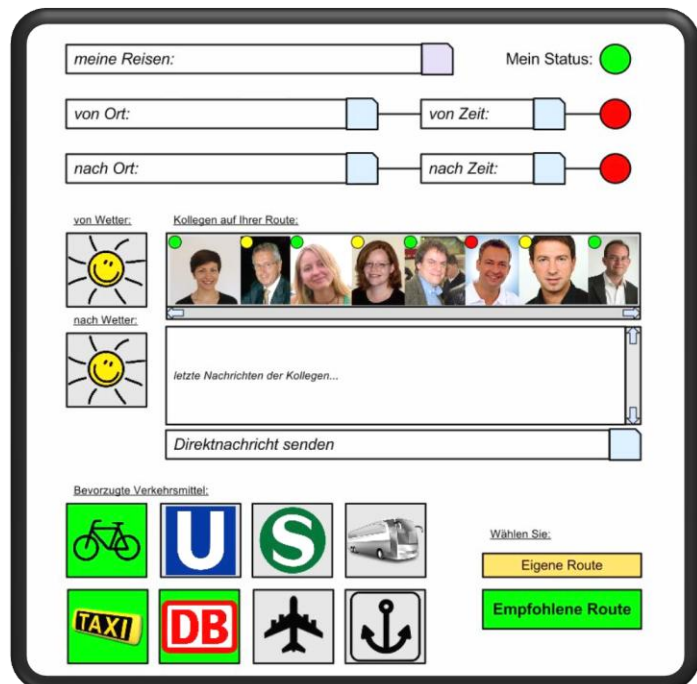 meine Reisen:
Mein Status:
von Ort:
von Zeit:
nach Ort:
nach Zeit:
von Wetter:
Kollegen auf Ihrer Route:
nach Wetter:
letzte Nachrichten der Kollegen...
Direktnachricht senden
Bevorzugte Verkehrsmittel:
U
S
Wählen Sie:
Eigene Route
TAXI
DB
Empfohlene Route